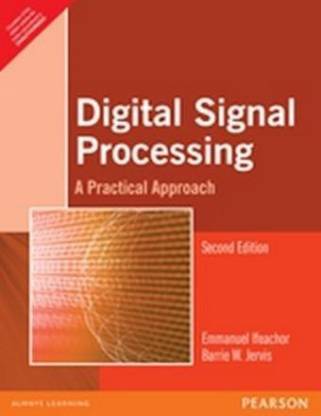 Digital Signal
Processing
A Practical Approach
Second Edition
Emmanuel Ifeachor
Barrie W. Jervis
ALWAYS LEARNING
PEARSON